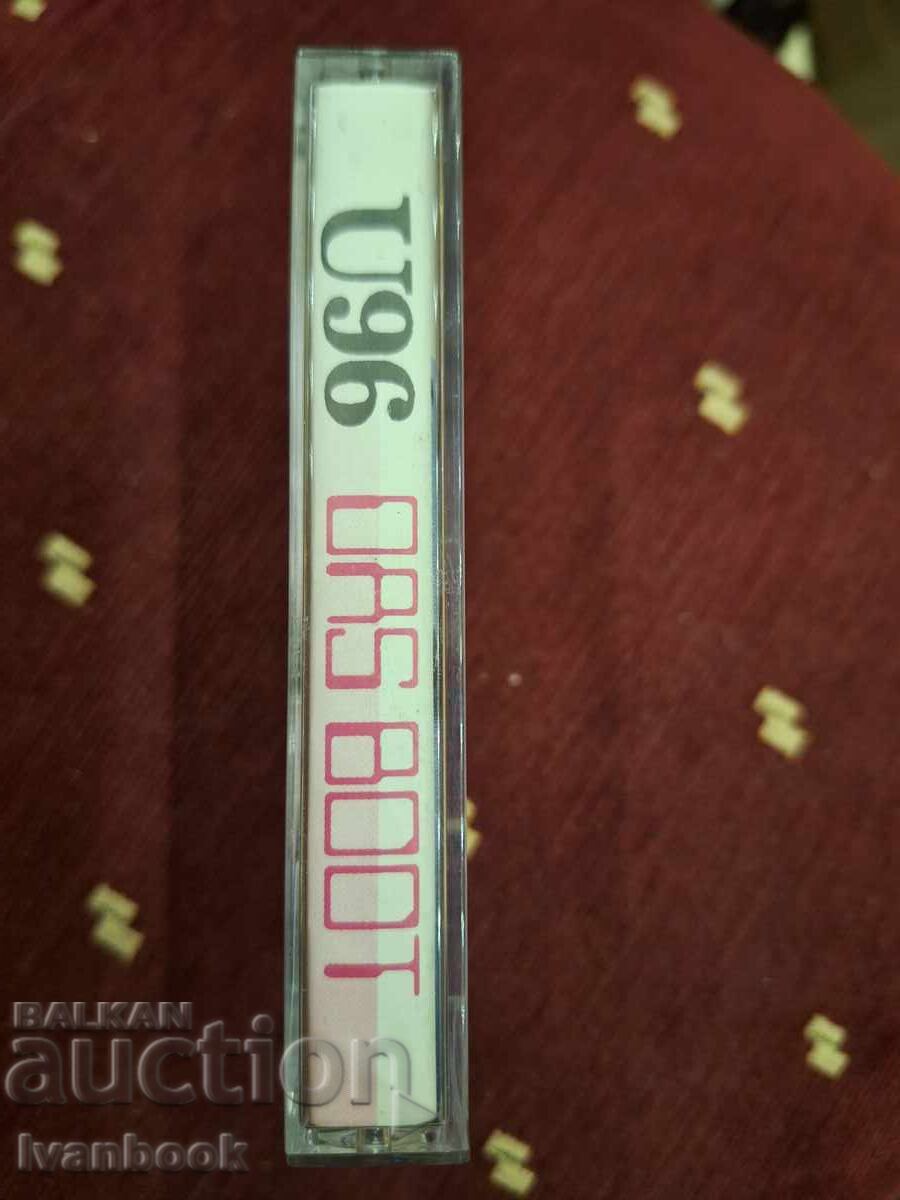 U96 DAS BOOT
BALKAN
auction
Ivanbook